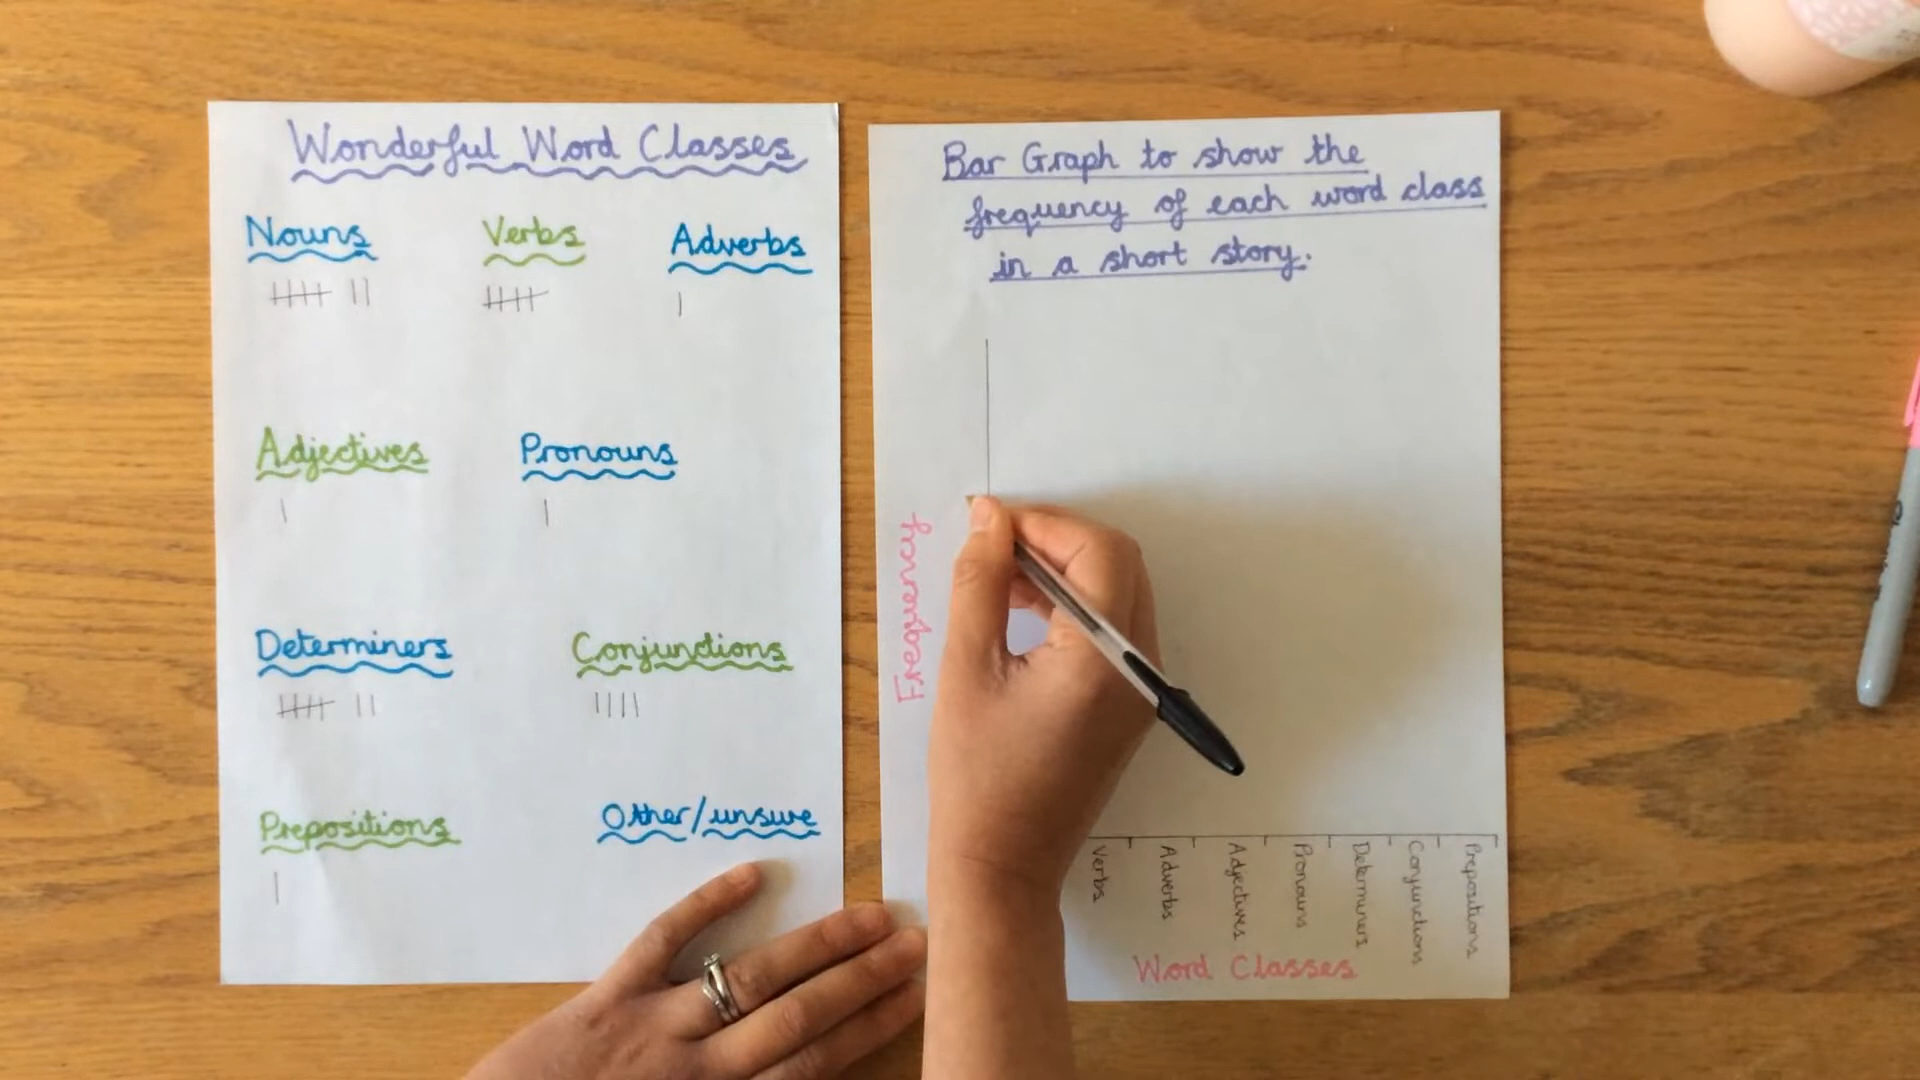 Wonderful Word Classes
Nouns
Verbs
Adverbs
Adjectives
Pronouns
Determiners
Conjunctions
Prepositions
Other/unsure
Bar Graph to show the
frequency of each word class
in a short story.
Frequency
Verbs
Adverbs
Adjectives
Pronouns
Determiners
Conjunctions
Prepositions
Word Classes